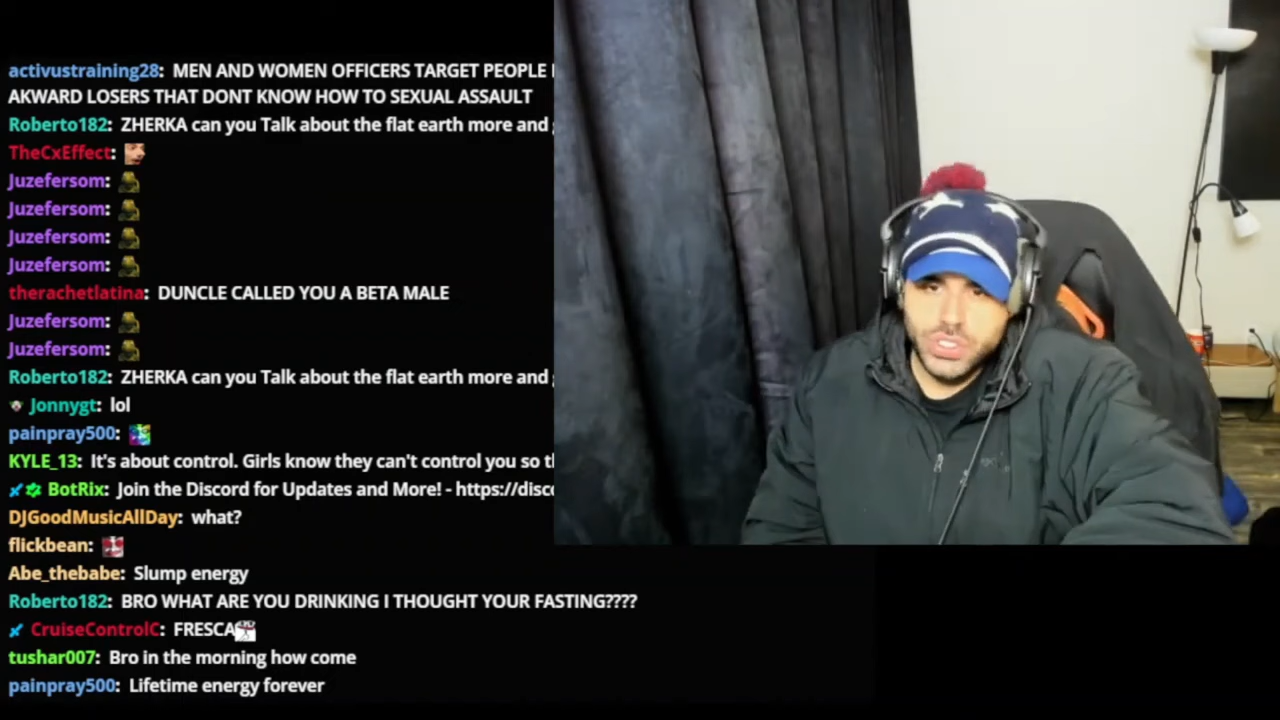 activustraining28: MEN AND WOMEN OFFICERS TARGET PEOPLE
AKWARD LOSERS THAT DONT KNOW HOW TO SEXUAL ASSAULT
Roberto182: ZHERKA can you Talk about the flat earth more and
TheCxEffect:
Juzefersom:
Juzefersom:
Juzefersom:
Juzefersom:
therachetlatina: DUNCLE CALLED YOU A BETA MALE
Juzefersom:
Juzefersom:
Roberto182: ZHERKA can you Talk about the flat earth more and
Jonnygt: lol
painpray500:
KYLE_13: It's about control. Girls know they can't control you so
BotRix: Join the Discord for Updates and More! - https://disc
DJGoodMusicAllDay: what?
flickbean:
Abe_thebabe: Slump energy
Roberto182: BRO WHAT ARE YOU DRINKING I THOUGHT YOUR FASTING????
CruiseControlC: FRESCA
tushar007: Bro in the morning how come
painpray500: Lifetime energy forever